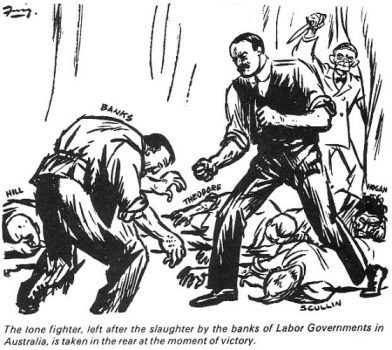 BANKS
HILL
THEODORE
HOGAN
SCULLIN
The lone fighter, left after the slaughter by the banks of Labor Governments in
Australia, is taken in the rear at the moment of victory.